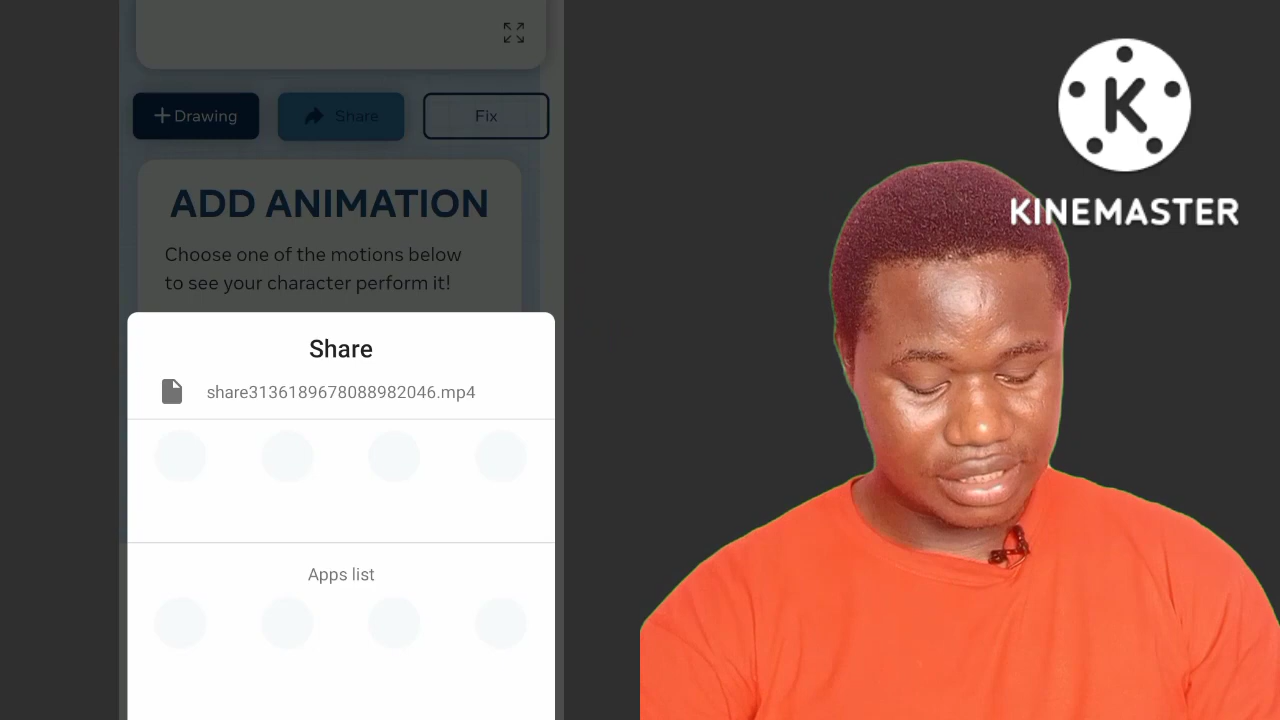 Drawing
Share
Fix
ADD ANIMATION
Choose one of the motions below
to see your character perform it!
Share
share3136189678088982046.mp4
Apps list
K
KINEMASTER